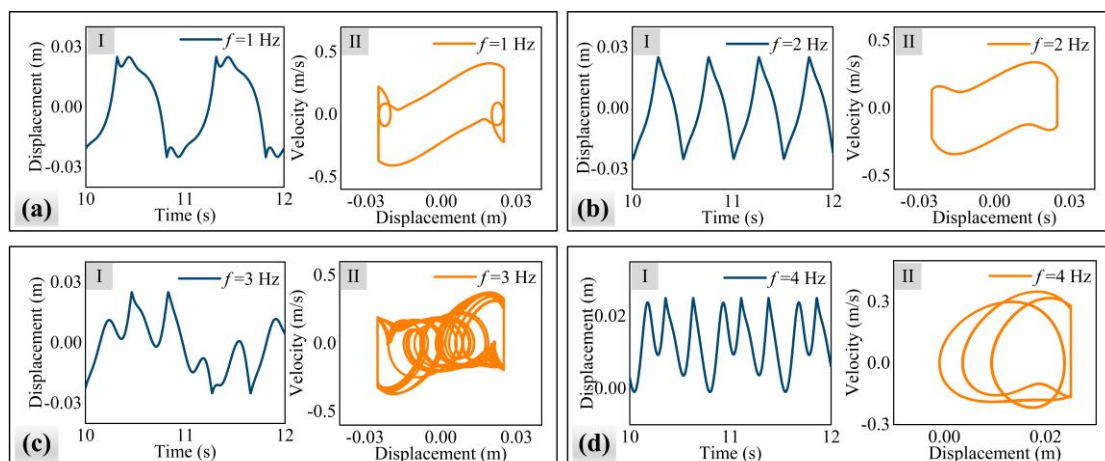 I
f=1 Hz
Displacement (m)
0.03
0.00
-0.03
10
11
12
Time (s)
(a)
II
f=1 Hz
Velocity (m/s)
0.5
0.0
-0.5
-0.03
0.00
0.03
Displacement (m)
I
f=2 Hz
Displacement (m)
0.03
0.00
-0.03
10
11
12
Time (s)
(b)
II
f=2 Hz
Velocity (m/s)
0.5
0.0
-0.5
-0.03
0.00
0.03
Displacement (s)
I
f=3 Hz
Displacement (m)
0.03
0.00
-0.03
10
11
12
Time (s)
(c)
II
f=3 Hz
Velocity (m/s)
0.5
0.0
-0.5
-0.03
0.00
0.03
Displacement (m)
I
f=4 Hz
Displacement (m)
0.02
0.00
10
11
12
Time (s)
(d)
II
f=4 Hz
Velocity (m/s)
0.3
0.0
-0.3
0.00
0.02
Displacement (m)